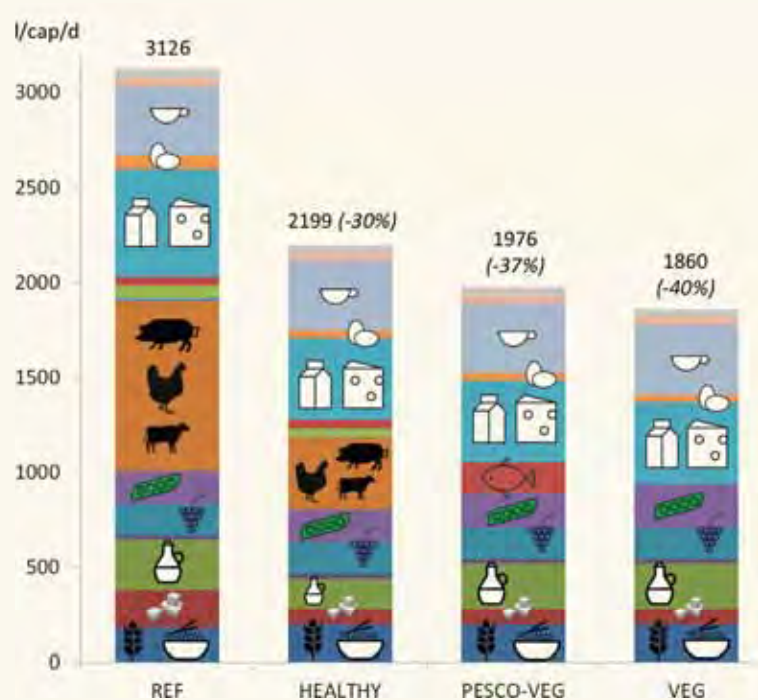 l/cap/d
3126
3000
2500
2199 (-30%)
1976
(-37%)
1860
(-40%)
2000
1500
1000
500
0
REF
HEALTHY
PESCO-VEG
VEG